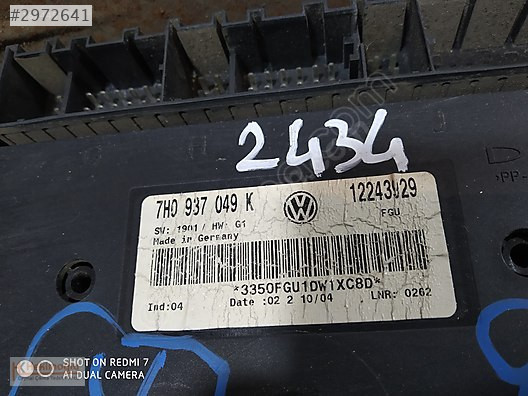 #2972641
2434
7H0 937 049 K
12243929
FGU
SW: 1901/ HW: G1
Made in Germany
*3350FGU1DW1XC8D*
Ind:04
Date :02 2 10/04
LNR: 0262
SHOT ON REDMI 7
AI DUAL CAMERA